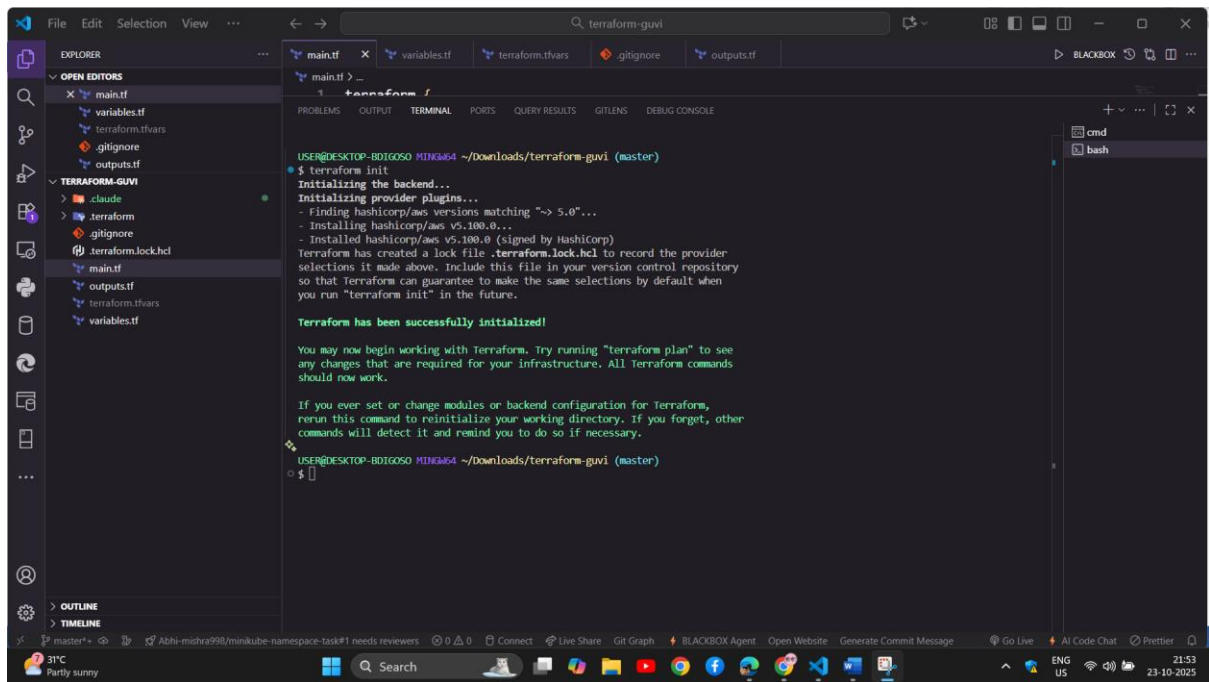 File Edit Selection View ··· terraform-guvi
EXPLORER ···
OPEN EDITORS
main.tf
variables.tf
terraform.tfvars
.gitignore
outputs.tf
TERRAFORM-GUVI
.claude
.terraform
.gitignore
.terraform.lock.hcl
main.tf
outputs.tf
terraform.tfvars
variables.tf
OUTLINE
TIMELINE
main.tf variables.tf terraform.tfvars .gitignore outputs.tf BLACKBOX ···
main.tf > ...
1 terraform {
PROBLEMS OUTPUT TERMINAL PORTS QUERY RESULTS GITLENS DEBUG CONSOLE
cmd
bash
USER@DESKTOP-BDIGOSO MINGW64 ~/Downloads/terraform-guvi (master)
$ terraform init
Initializing the backend...
Initializing provider plugins...
- Finding hashicorp/aws versions matching "~> 5.0"...
- Installing hashicorp/aws v5.100.0...
- Installed hashicorp/aws v5.100.0 (signed by HashiCorp)
Terraform has created a lock file .terraform.lock.hcl to record the provider
selections it made above. Include this file in your version control repository
so that Terraform can guarantee to make the same selections by default when
you run "terraform init" in the future.
Terraform has been successfully initialized!
You may now begin working with Terraform. Try running "terraform plan" to see
any changes that are required for your infrastructure. All Terraform commands
should now work.
If you ever set or change modules or backend configuration for Terraform,
rerun this command to reinitialize your working directory. If you forget, other
commands will detect it and remind you to do so if necessary.
USER@DESKTOP-BDIGOSO MINGW64 ~/Downloads/terraform-guvi (master)
$
master*+ Abhi-mishra998/minikube-namespace-task#1 needs reviewers 0 0 Connect Live Share Git Graph BLACKBOX Agent Open Website Generate Commit Message Go Live AI Code Chat Prettier
7 31°C
Partly sunny
Search
ENG
US
21:53
23-10-2025